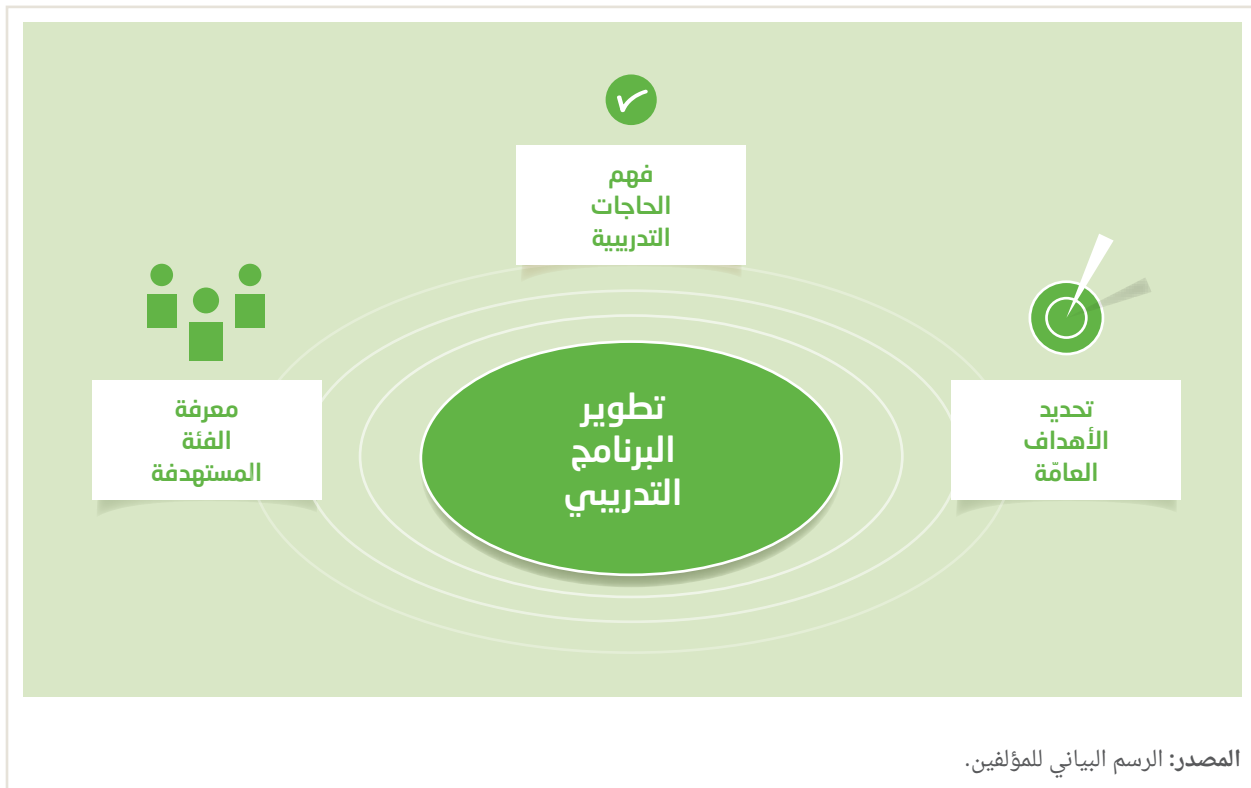 فهم
الحاجات
التدريبية
تحديد
الأهداف
العامّة
معرفة
الفئة
المستهدفة
تطوير
البرنامج
التدريبي
المصدر: الرسم البياني للمؤلفين.